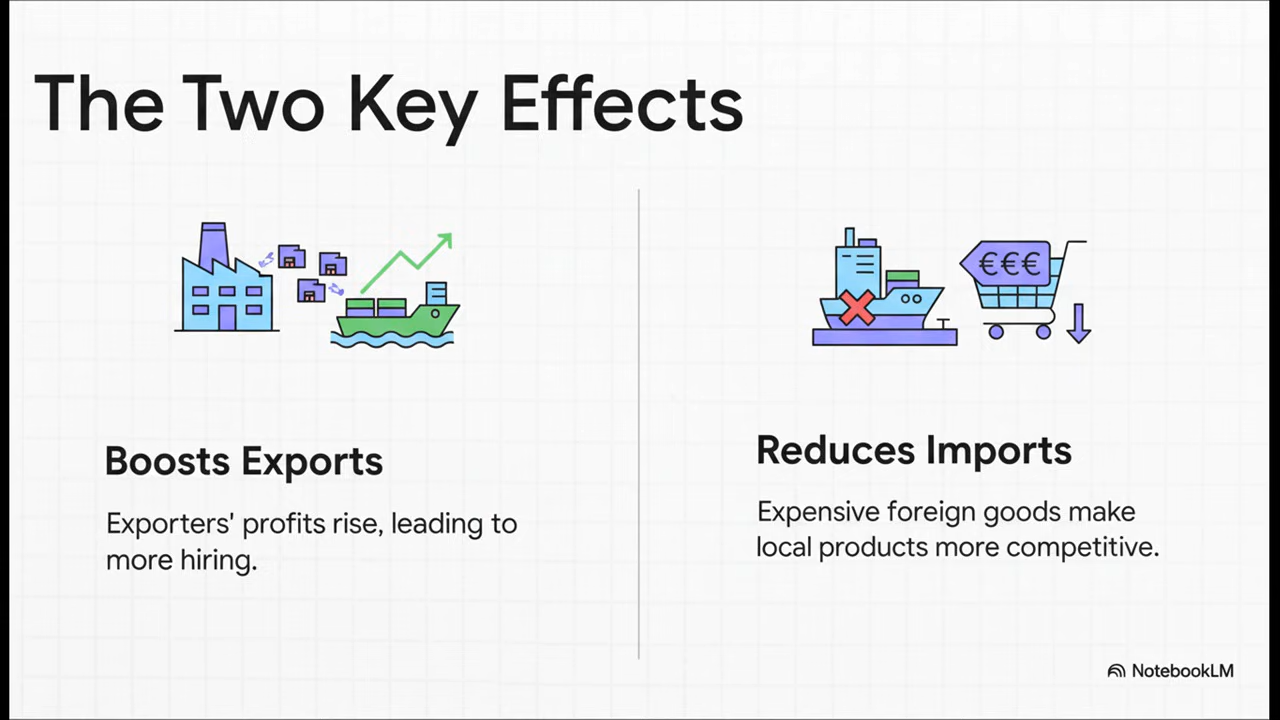 The Two Key Effects
€€€
Boosts Exports
Exporters' profits rise, leading to
more hiring.
Reduces Imports
Expensive foreign goods make
local products more competitive.
NotebookLM